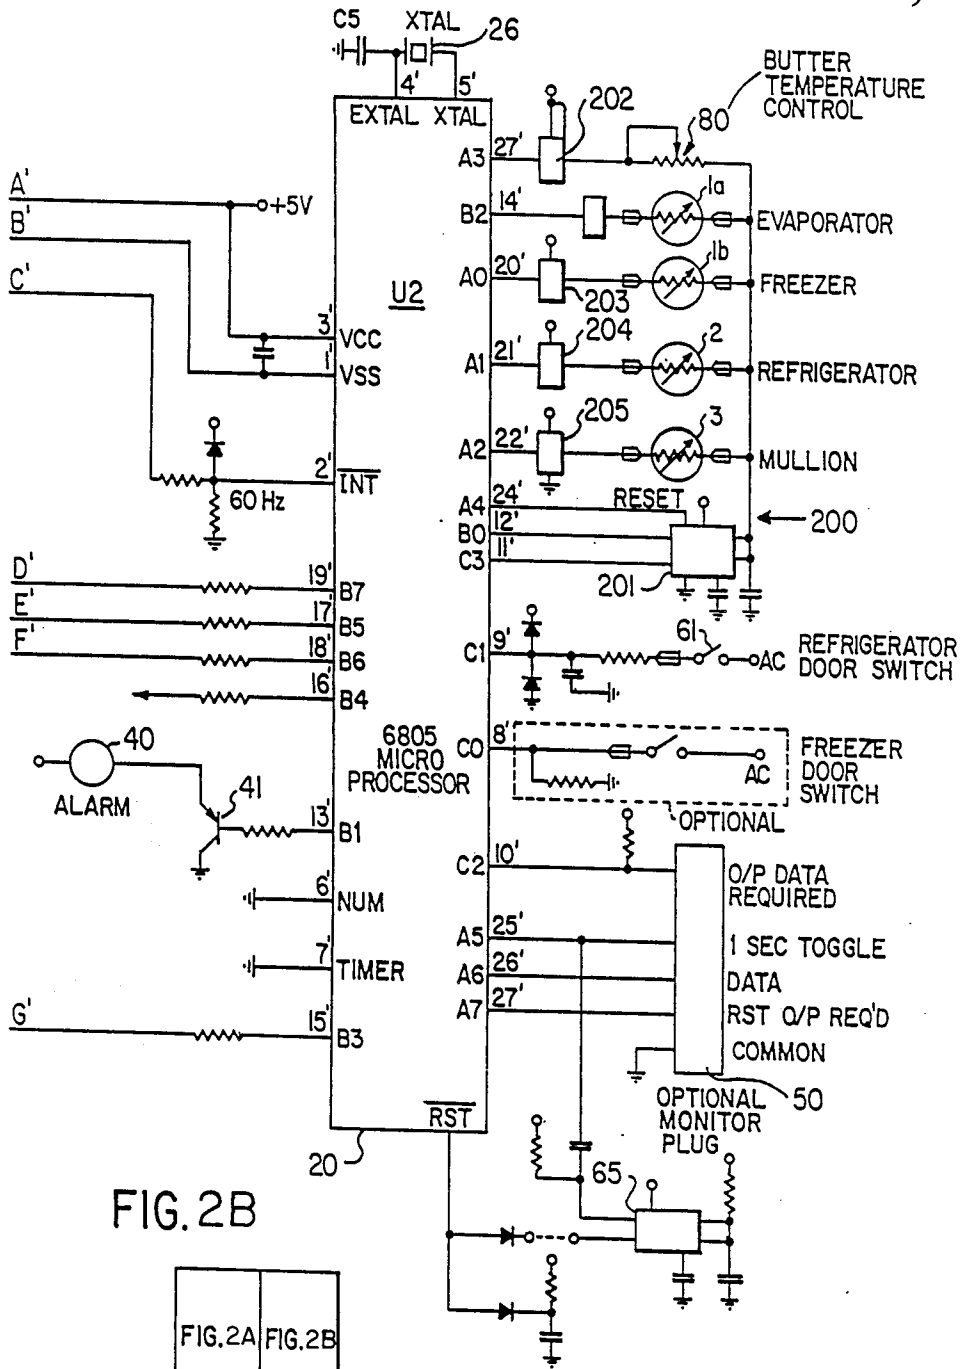 C5
XTAL
26
4'
5'
EXTAL
XTAL
BUTTER
TEMPERATURE
CONTROL
202
80
A3
27'
A'
+5V
B2
14'
1a
EVAPORATOR
B'
C'
U2
A0
20'
203
1b
FREEZER
3'
VCC
1'
VSS
A1
21'
204
2
REFRIGERATOR
A2
22'
205
3
MULLION
2'
INT
60 Hz
A4
24'
RESET
B0
12'
C3
11'
201
200
D'
19'
B7
E'
17'
B5
F'
18'
B6
16'
B4
C1
9'
61
AC
REFRIGERATOR
DOOR SWITCH
6805
MICRO
PROCESSOR
C0
8'
AC
FREEZER
DOOR
SWITCH
OPTIONAL
40
ALARM
41
13'
B1
C2
10'
O/P DATA
REQUIRED
6'
NUM
A5
25'
1 SEC TOGGLE
7'
TIMER
A6
26'
DATA
A7
27'
RST O/P REQ'D
G'
15'
B3
COMMON
50
OPTIONAL
MONITOR
PLUG
RST
20
65
FIG. 2B
FIG. 2A
FIG. 2B